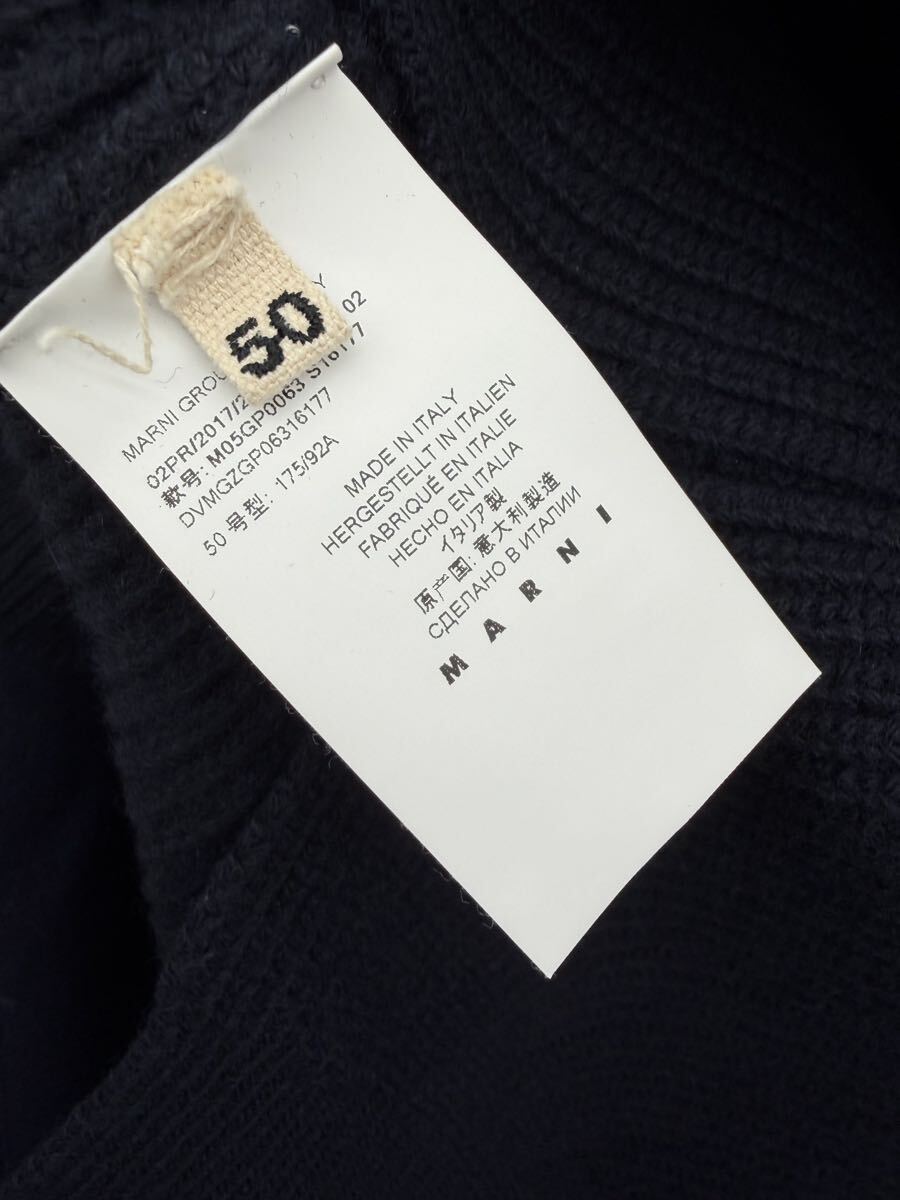 50
MARNI GROU Y
02PR/2017/2 02
款号: M05GP0063 S16177
DVMGZGP06316177
50 号型: 175/92A
MADE IN ITALY
HERGESTELLT IN ITALIEN
FABRIQUÉ EN ITALIE
HECHO EN ITALIA
イタリア製
原产国: 意大利製造
СДЕЛАНО В ИТАЛИИ
MARNI